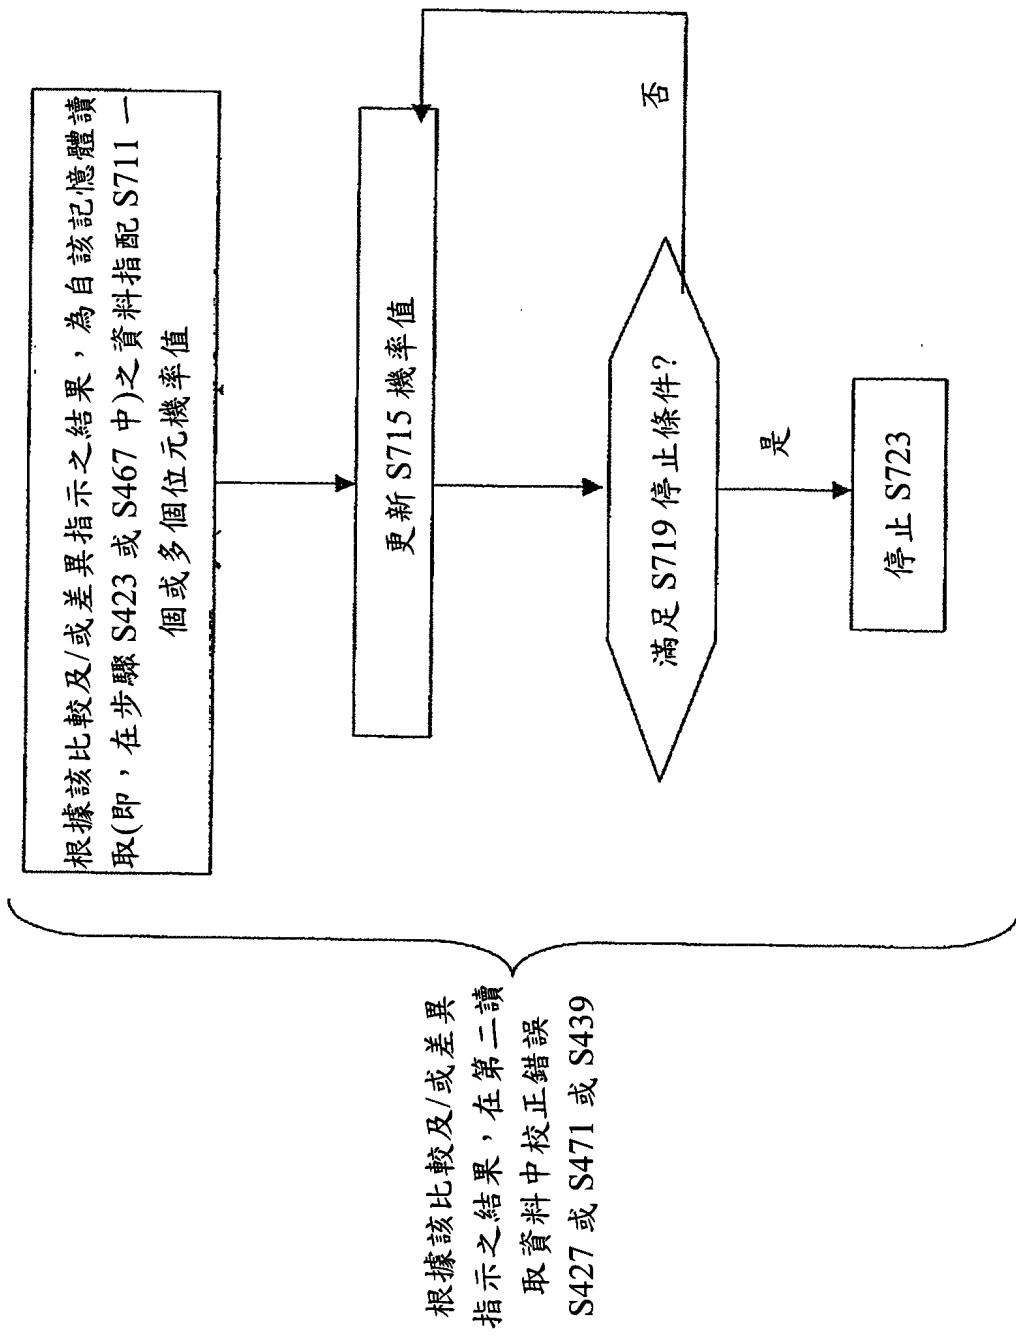 根據該比較及/或差異指示之結果，為自該記憶體讀
取(即，在步驟 S423 或 S467 中)之資料指配 S711 一
個或多個位元機率值
更新 S715 機率值
滿足 S719 停止條件?
否
是
停止 S723
根據該比較及/或差異
指示之結果，在第二讀
取資料中校正錯誤
S427 或 S471 或 S439